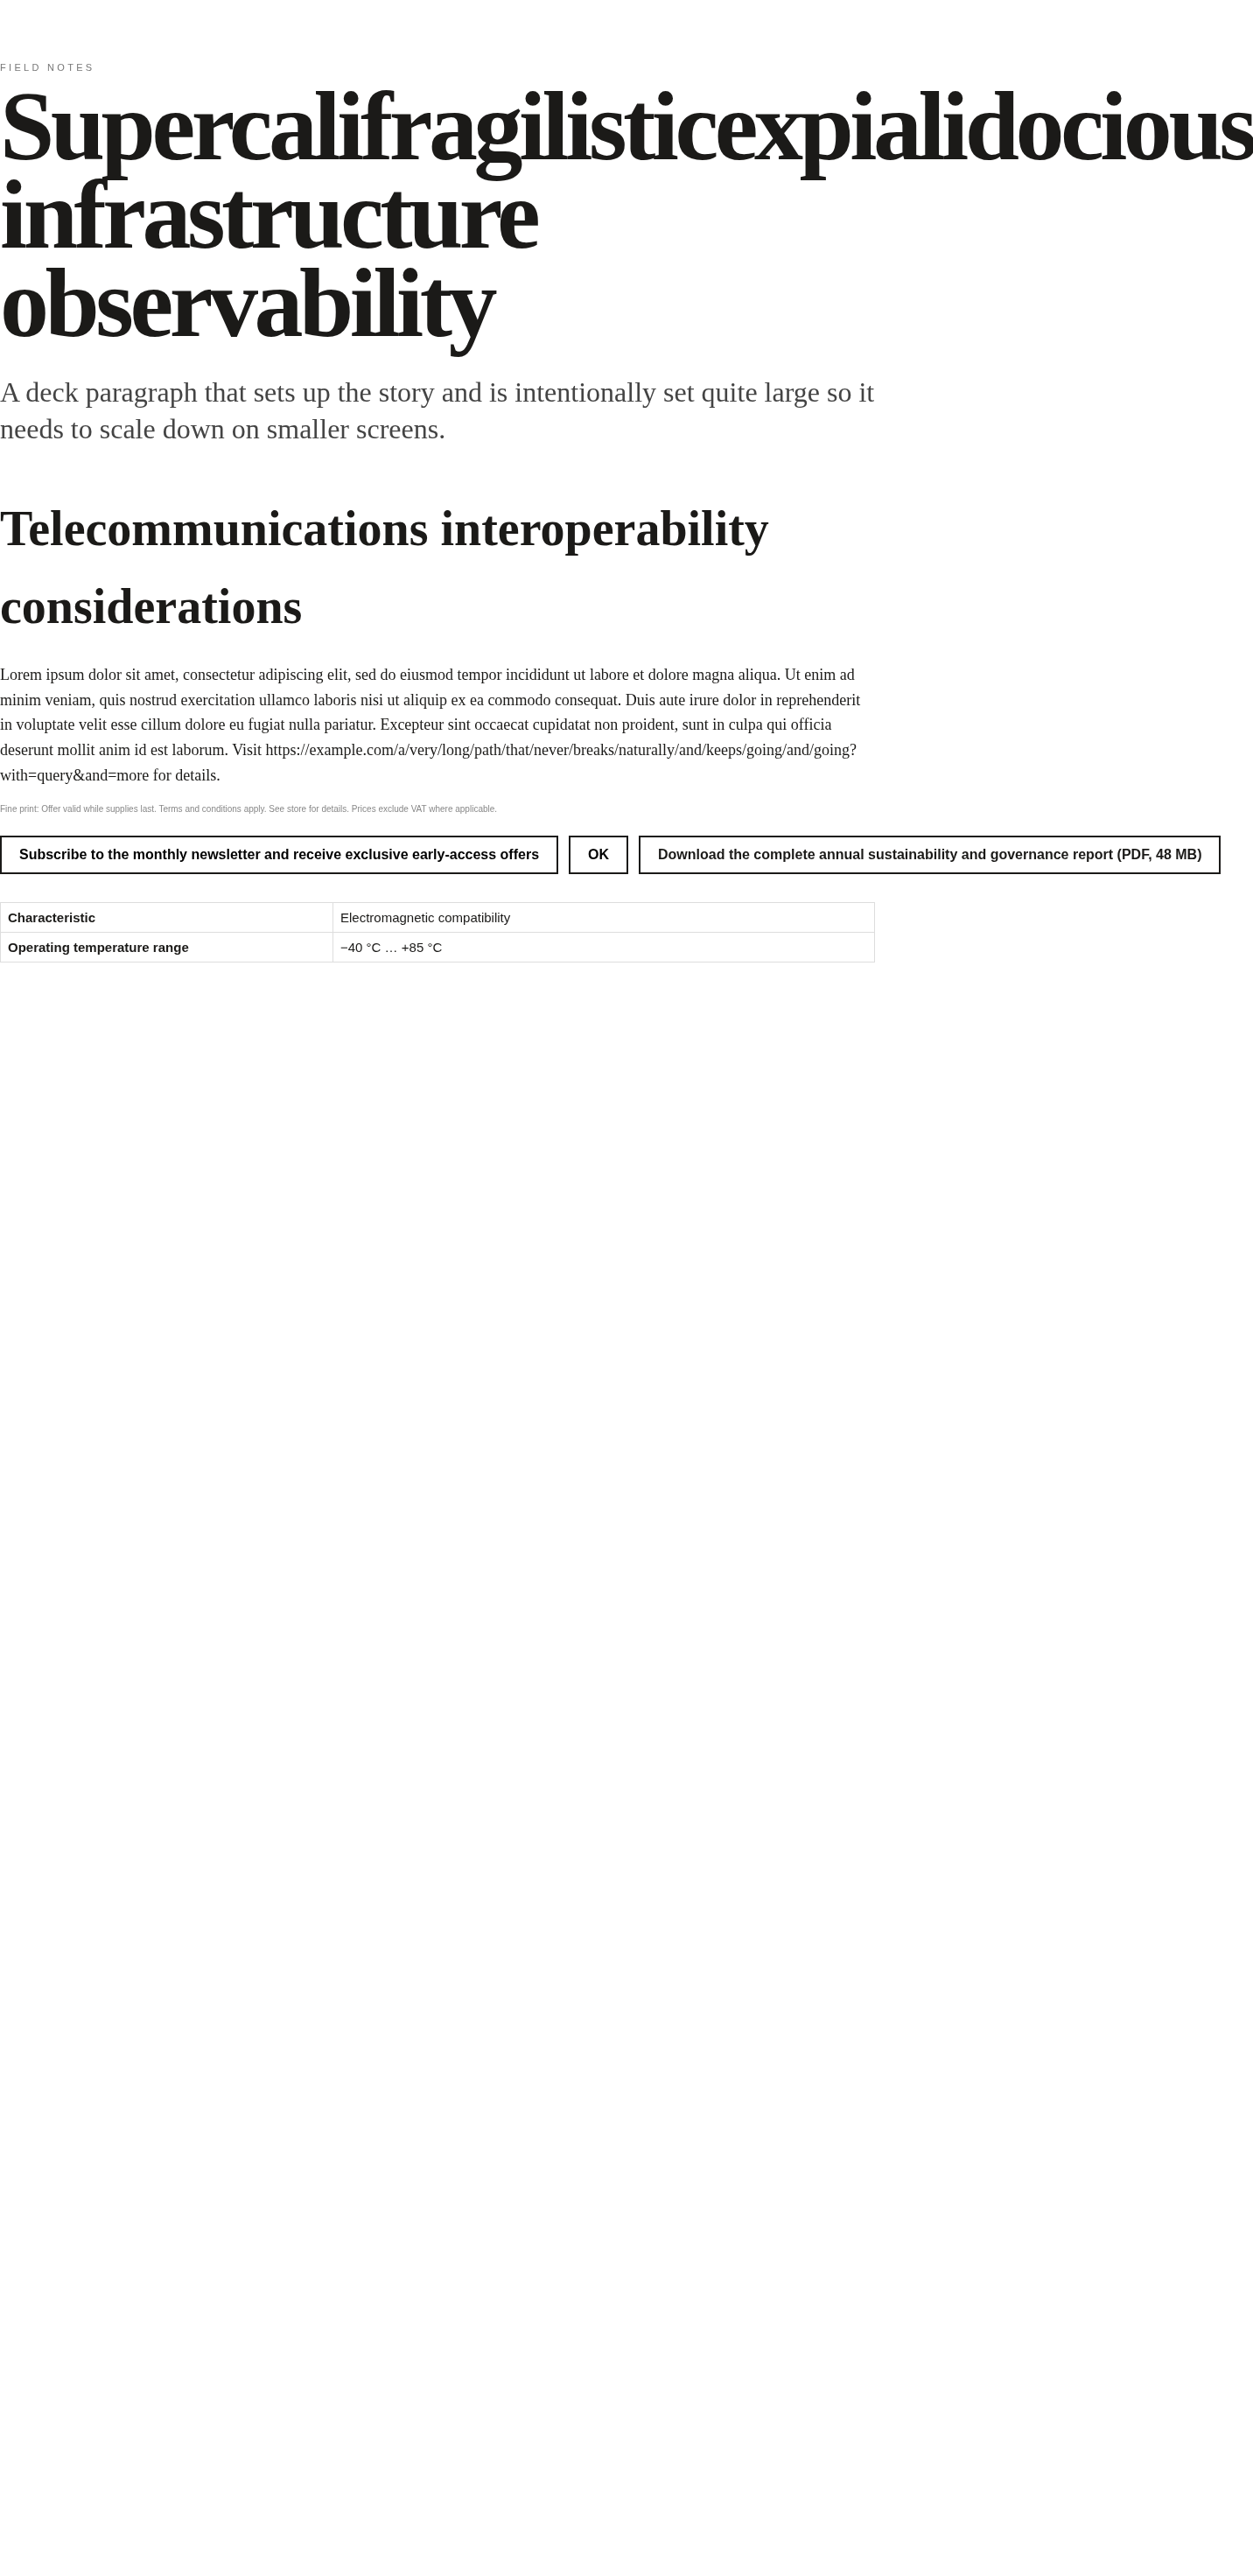 FIELD NOTES
Supercalifragilisticexpialidocious
infrastructure
observability
A deck paragraph that sets up the story and is intentionally set quite large so it
needs to scale down on smaller screens.
Telecommunications interoperability
considerations
Lorem ipsum dolor sit amet, consectetur adipiscing elit, sed do eiusmod tempor incididunt ut labore et dolore magna aliqua. Ut enim ad
minim veniam, quis nostrud exercitation ullamco laboris nisi ut aliquip ex ea commodo consequat. Duis aute irure dolor in reprehenderit
in voluptate velit esse cillum dolore eu fugiat nulla pariatur. Excepteur sint occaecat cupidatat non proident, sunt in culpa qui officia
deserunt mollit anim id est laborum. Visit https://example.com/a/very/long/path/that/never/breaks/naturally/and/keeps/going/and/going?
with=query&and=more for details.
Fine print: Offer valid while supplies last. Terms and conditions apply. See store for details. Prices exclude VAT where applicable.
Subscribe to the monthly newsletter and receive exclusive early-access offers OK Download the complete annual sustainability and governance report (PDF, 48 MB)
Characteristic Electromagnetic compatibility
Operating temperature range −40 °C … +85 °C